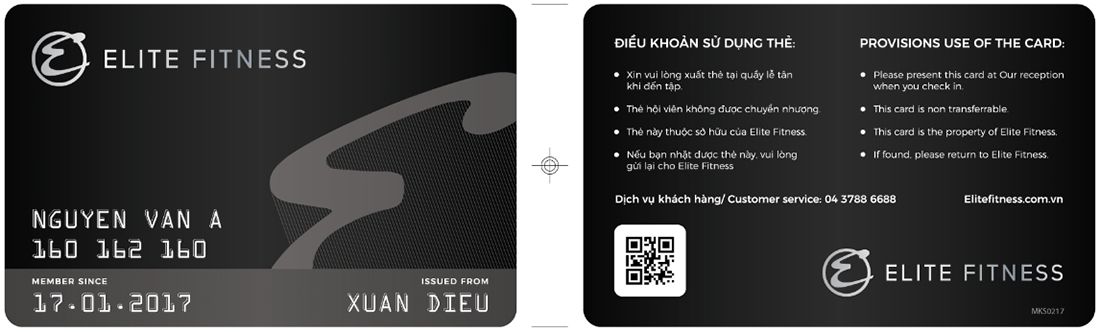 ELITE FITNESS
NGUYEN VAN A
160 162 160
MEMBER SINCE
17.01.2017
ISSUED FROM
XUAN DIEU
ĐIỀU KHOẢN SỬ DỤNG THẺ:
Xin vui lòng xuất thẻ tại quầy lễ tân
khi đến tập.
Thẻ hội viên không được chuyển nhượng.
Thẻ này thuộc sở hữu của Elite Fitness.
Nếu bạn nhặt được thẻ này, vui lòng
gửi lại cho Elite Fitness
PROVISIONS USE OF THE CARD:
Please present this card at Our reception
when you check in.
This card is non transferrable.
This card is the property of Elite Fitness.
If found, please return to Elite Fitness.
Dịch vụ khách hàng/ Customer service: 04 3788 6688
Elitefitness.com.vn
ELITE FITNESS
MKS0217